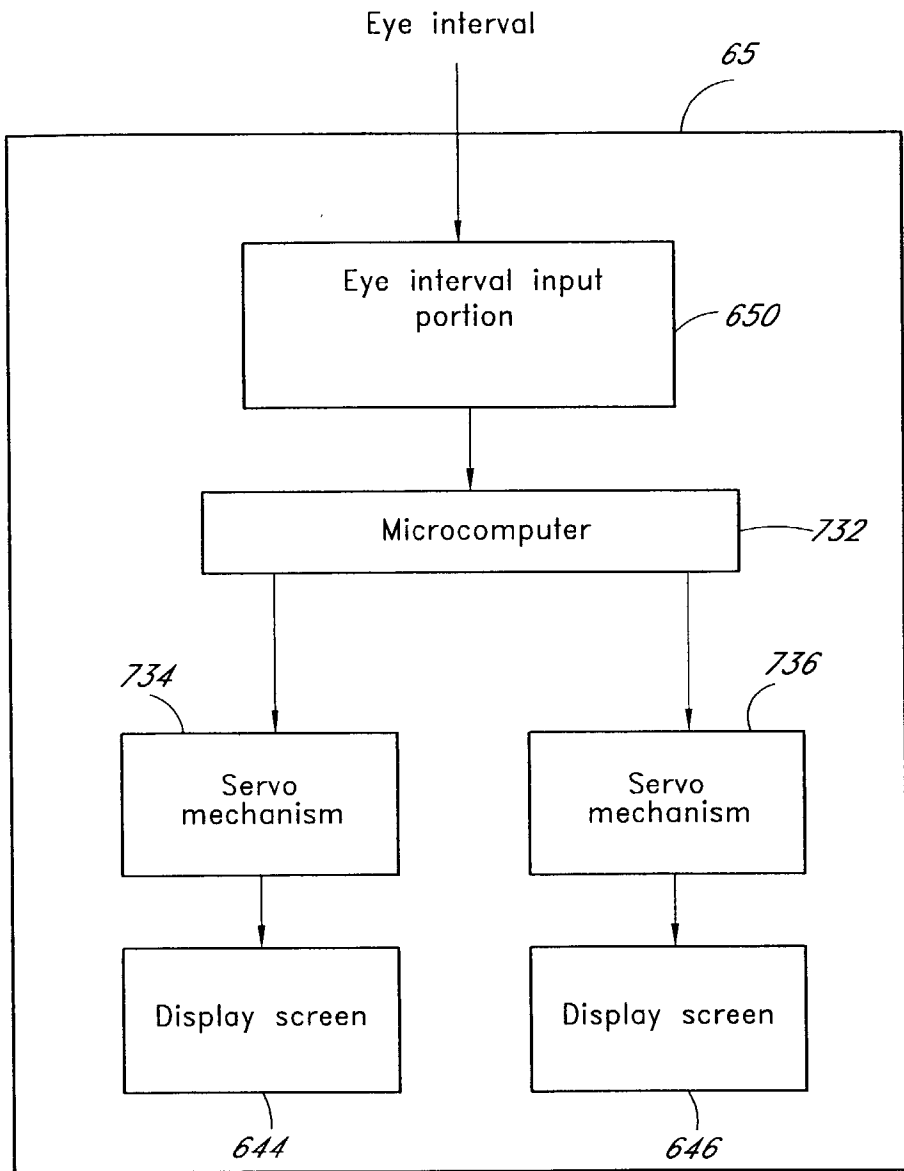 Eye interval
65
Eye interval input
portion
650
Microcomputer
732
734
736
Servo
mechanism
Servo
mechanism
Display screen
Display screen
644
646